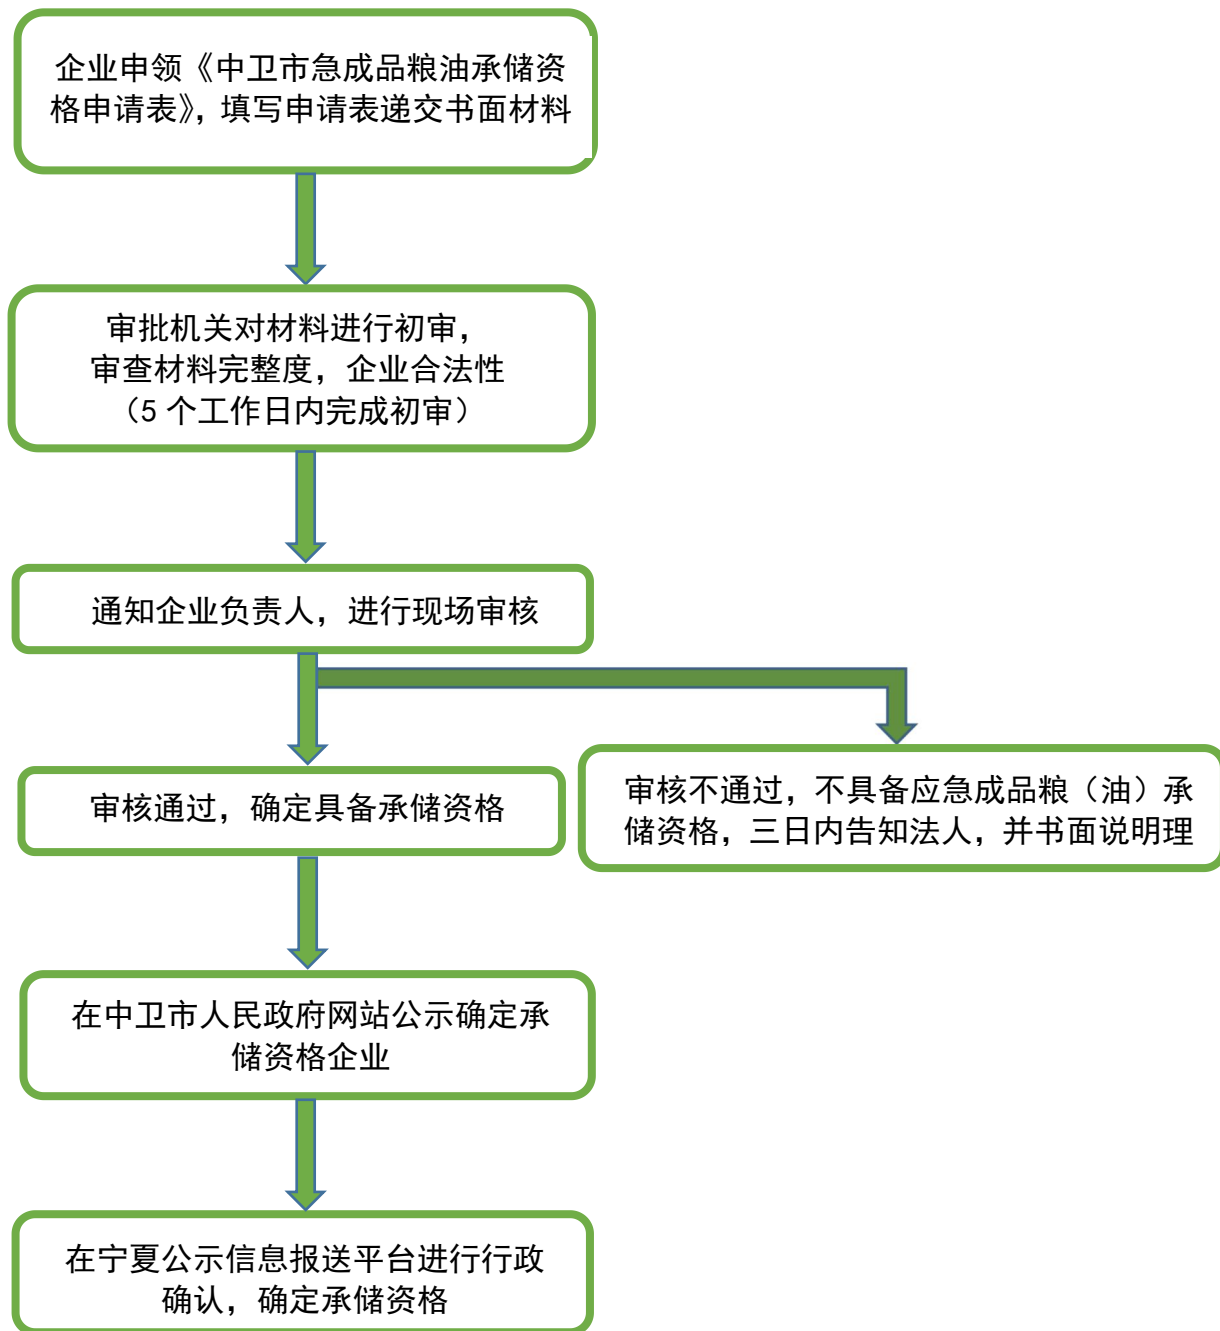 企业申领《中卫市急成品粮油承储资
格申请表》，填写申请表递交书面材料
审批机关对材料进行初审，
审查材料完整度，企业合法性
（5 个工作日内完成初审）
通知企业负责人，进行现场审核
审核通过，确定具备承储资格
审核不通过，不具备应急成品粮（油）承
储资格，三日内告知法人，并书面说明理
在中卫市人民政府网站公示确定承
储资格企业
在宁夏公示信息报送平台进行行政
确认，确定承储资格